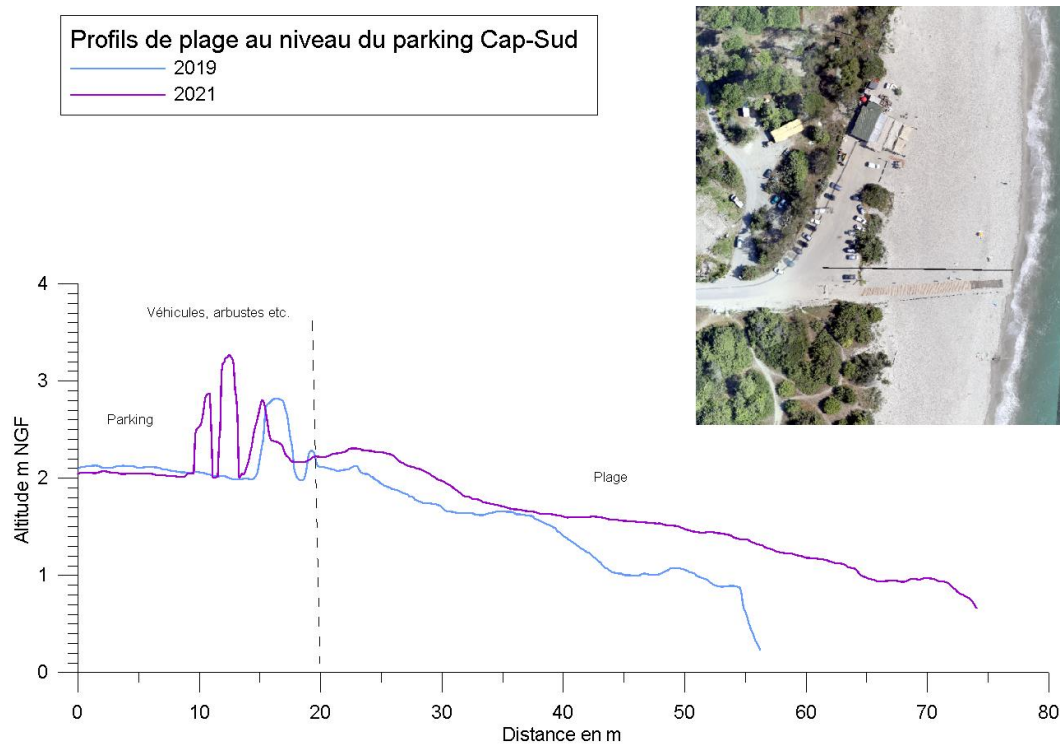 Profils de plage au niveau du parking Cap-Sud
2019
2021
4
Véhicules, arbustes etc.
3
Parking
2
Plage
Altitude m NGF
1
0
0 10 20 30 40 50 60 70 80
Distance en m